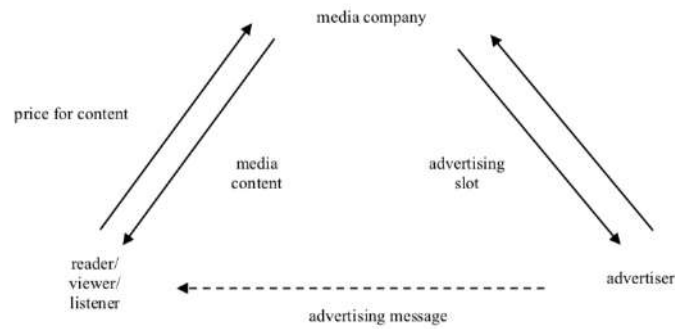 media company
price for content
media
content
advertising
slot
reader/
viewer/
listener
advertiser
advertising message